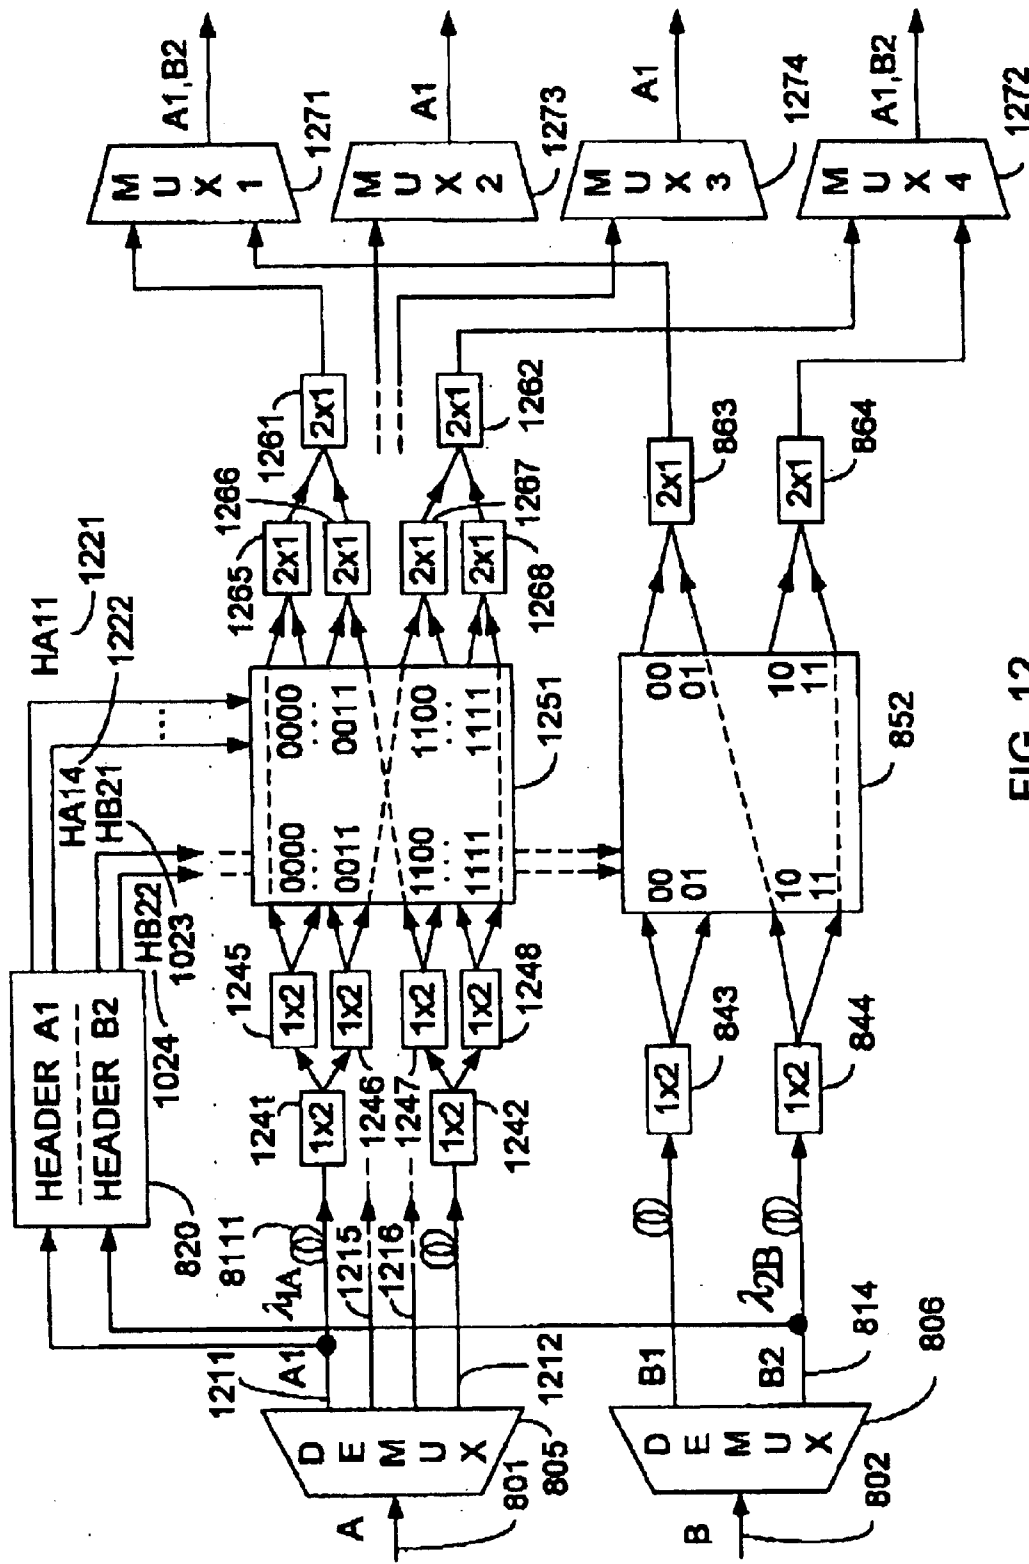 HEADER A1
HEADER B2
820
HA11
1221
1222
HA14
HB21
HB22
1023
1024
A
801
DEMUX
805
1211
A1
λ1A
8111
1215
1216
1212
1241
1x2
1245
1x2
1x2
1246
1247
1x2
1242
1x2
1x2
1248
0000
....
0011
1100
....
1111
0000
....
0011
1100
....
1111
1251
1265
2x1
2x1
1266
1261
2x1
2x1
1267
2x1
1268
2x1
1262
MUX 1
1271
A1,B2
MUX 2
1273
A1
MUX 3
1274
A1
MUX 4
1272
A1,B2
B
802
DEMUX
806
B1
B2
814
λ2B
1x2
843
1x2
844
00
01
10
11
00
01
10
11
852
2x1
863
2x1
864
FIG. 12